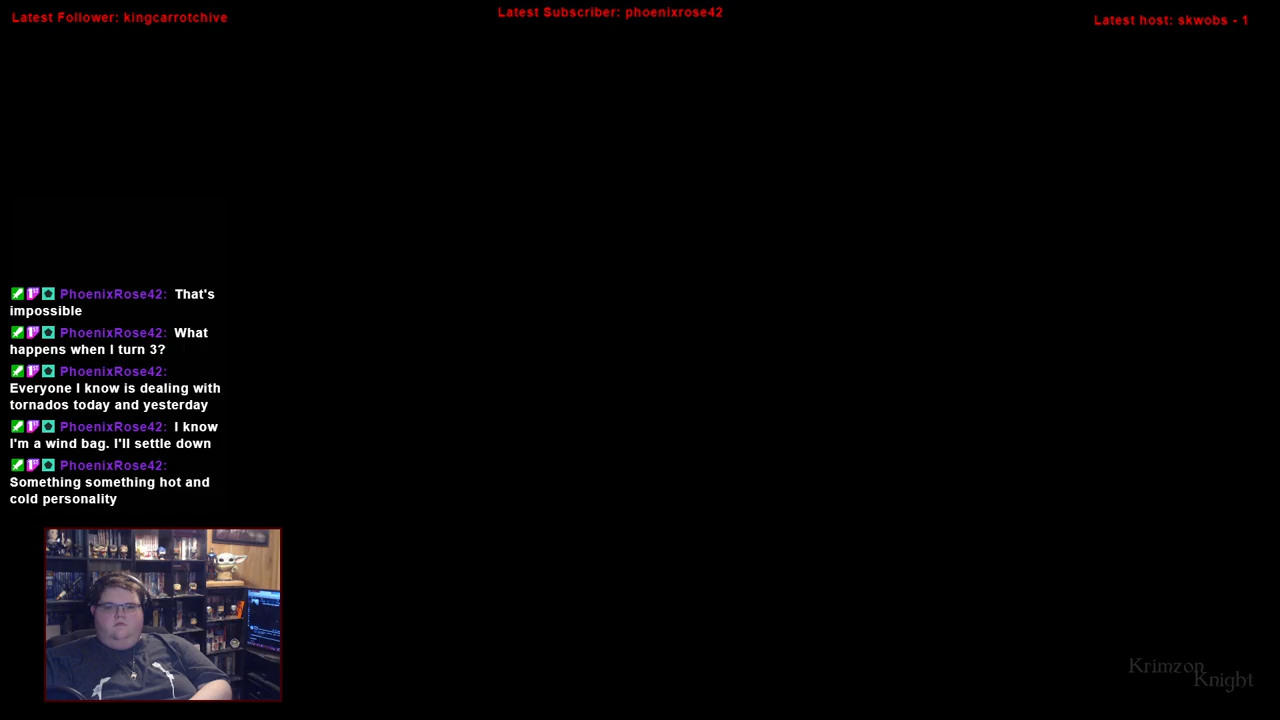 Latest Follower: kingcarrotchive
Latest Subscriber: phoenixrose42
Latest host: skwobs - 1
PhoenixRose42: That's
impossible
PhoenixRose42: What
happens when I turn 3?
PhoenixRose42:
Everyone I know is dealing with
tornados today and yesterday
PhoenixRose42: I know
I'm a wind bag. I'll settle down
PhoenixRose42:
Something something hot and
cold personality
Krimzon
Knight